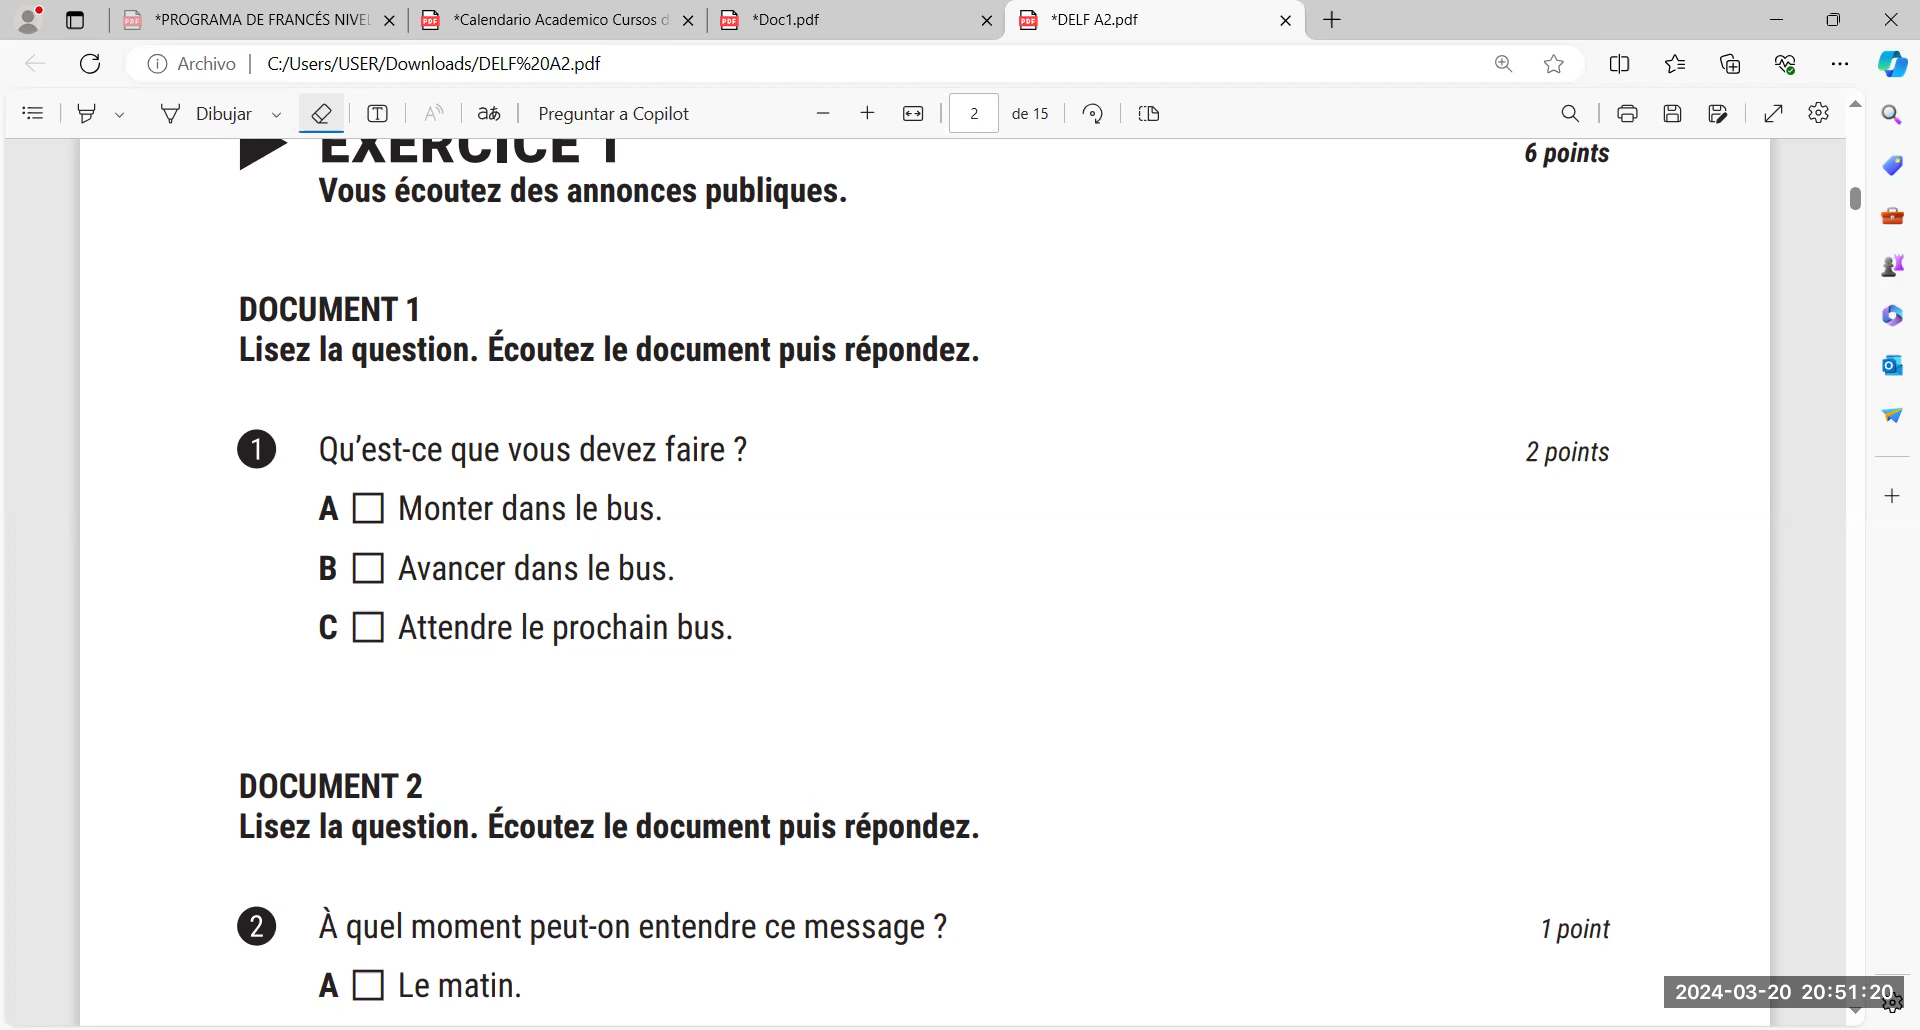 *PROGRAMA DE FRANCÉS NIVEL
*Calendario Academico Cursos d
*Doc1.pdf
*DELF A2.pdf
Archivo
C:/Users/USER/Downloads/DELF%20A2.pdf
Dibujar
Preguntar a Copilot
2
de 15
EXERCICE 1
6 points
Vous écoutez des annonces publiques.
DOCUMENT 1
Lisez la question. Écoutez le document puis répondez.
1 Qu’est-ce que vous devez faire ?
2 points
A Monter dans le bus.
B Avancer dans le bus.
C Attendre le prochain bus.
DOCUMENT 2
Lisez la question. Écoutez le document puis répondez.
2 À quel moment peut-on entendre ce message ?
1 point
A Le matin.
2024-03-20 20:51:20